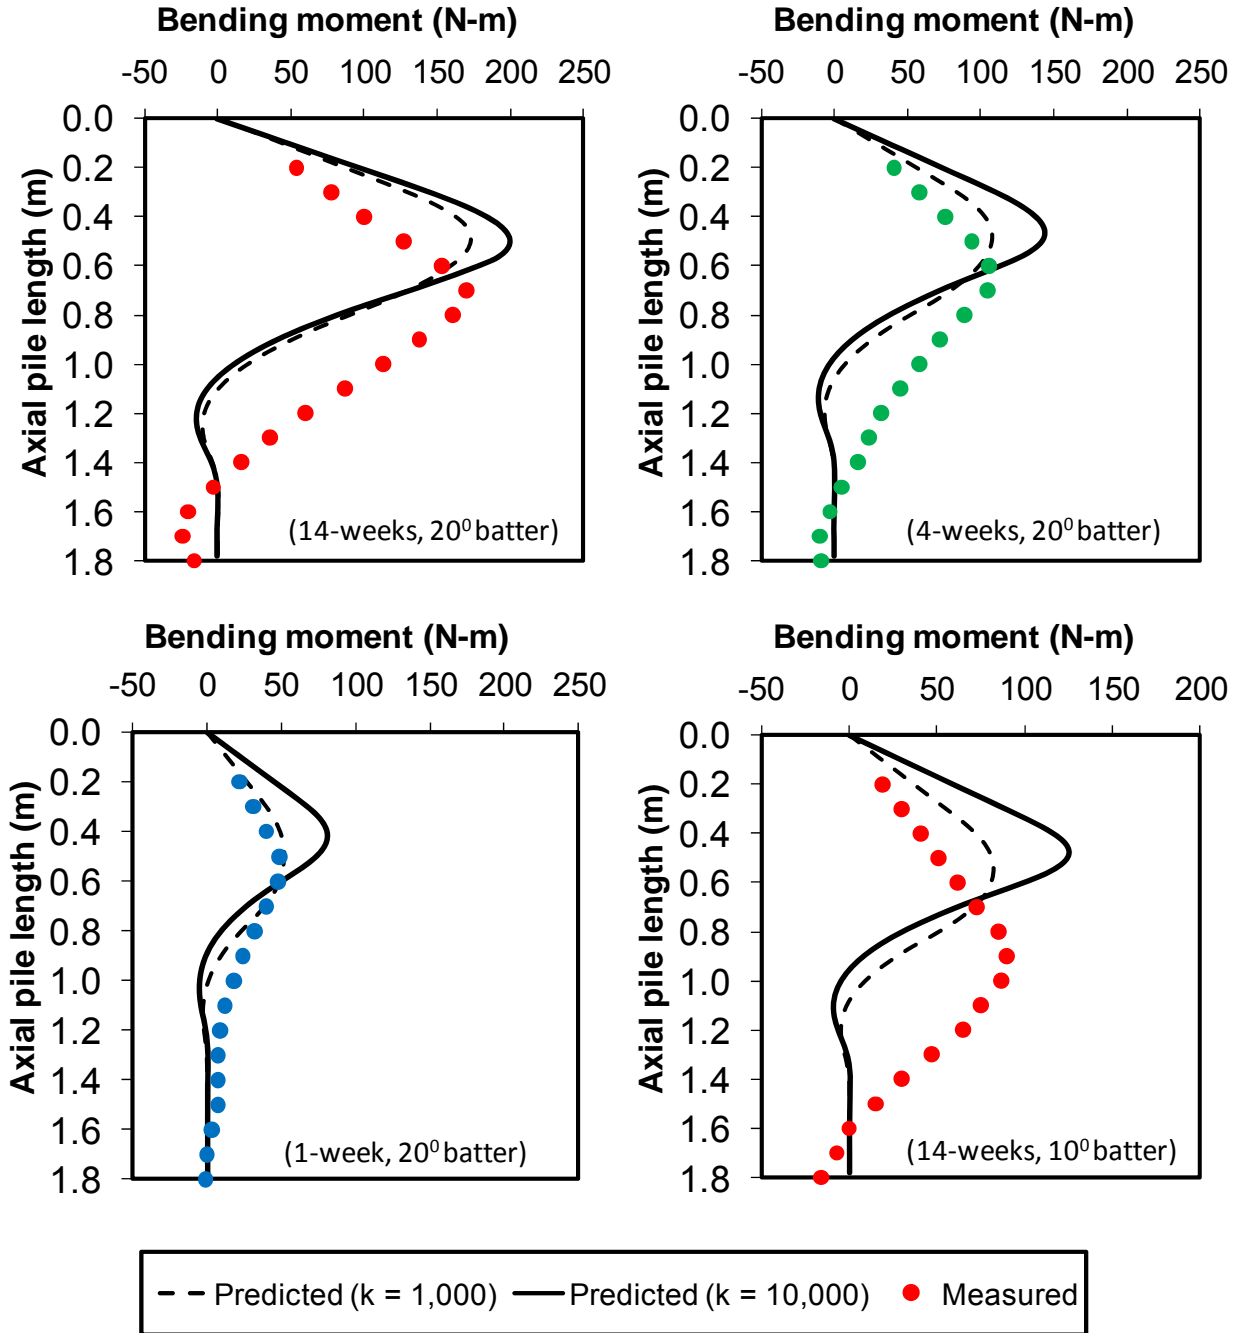 Bending moment (N-m)
-50 0 50 100 150 200 250
Axial pile length (m)
0.0
0.2
0.4
0.6
0.8
1.0
1.2
1.4
1.6
1.8
(14-weeks, 20⁰ batter)
Bending moment (N-m)
-50 0 50 100 150 200 250
Axial pile length (m)
0.0
0.2
0.4
0.6
0.8
1.0
1.2
1.4
1.6
1.8
(4-weeks, 20⁰ batter)
Bending moment (N-m)
-50 0 50 100 150 200 250
Axial pile length (m)
0.0
0.2
0.4
0.6
0.8
1.0
1.2
1.4
1.6
1.8
(1-week, 20⁰ batter)
Bending moment (N-m)
-50 0 50 100 150 200
Axial pile length (m)
0.0
0.2
0.4
0.6
0.8
1.0
1.2
1.4
1.6
1.8
(14-weeks, 10⁰ batter)
Predicted (k = 1,000) Predicted (k = 10,000) Measured